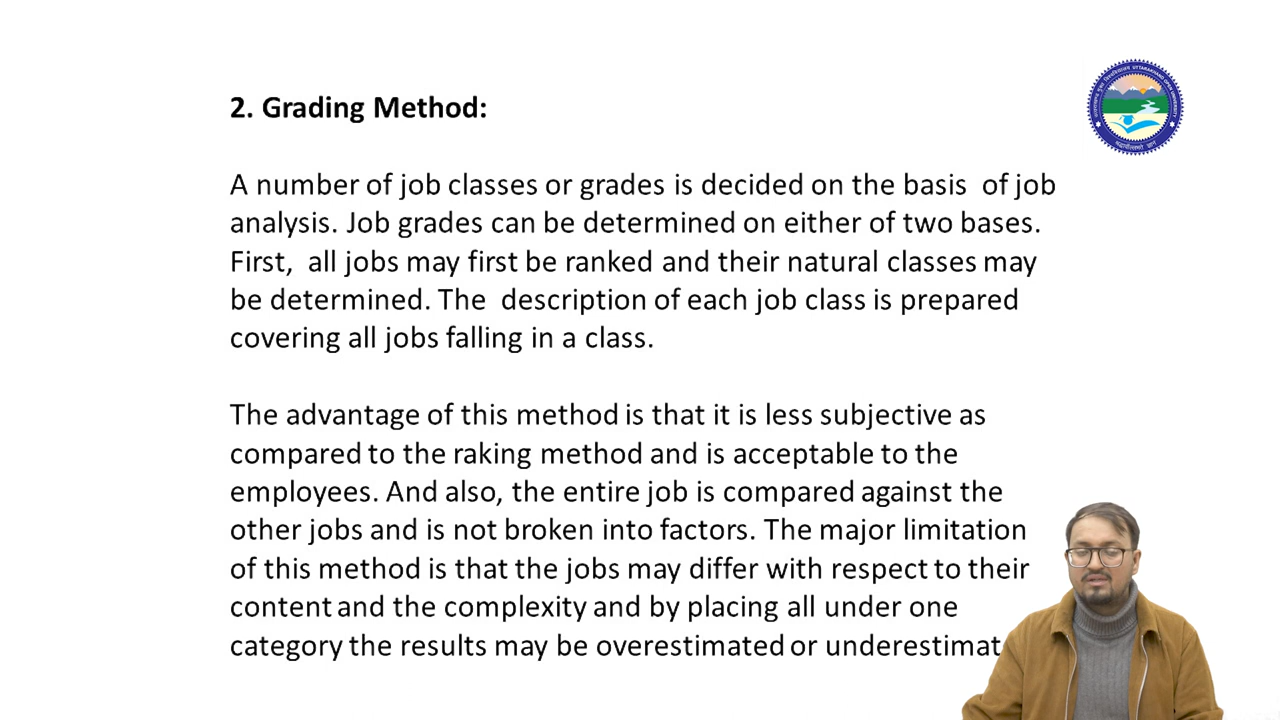 2. Grading Method:
A number of job classes or grades is decided on the basis of job
analysis. Job grades can be determined on either of two bases.
First, all jobs may first be ranked and their natural classes may
be determined. The description of each job class is prepared
covering all jobs falling in a class.
The advantage of this method is that it is less subjective as
compared to the raking method and is acceptable to the
employees. And also, the entire job is compared against the
other jobs and is not broken into factors. The major limitation
of this method is that the jobs may differ with respect to their
content and the complexity and by placing all under one
category the results may be overestimated or underestimat
UTTARAKHAND OPEN UNIVERSITY